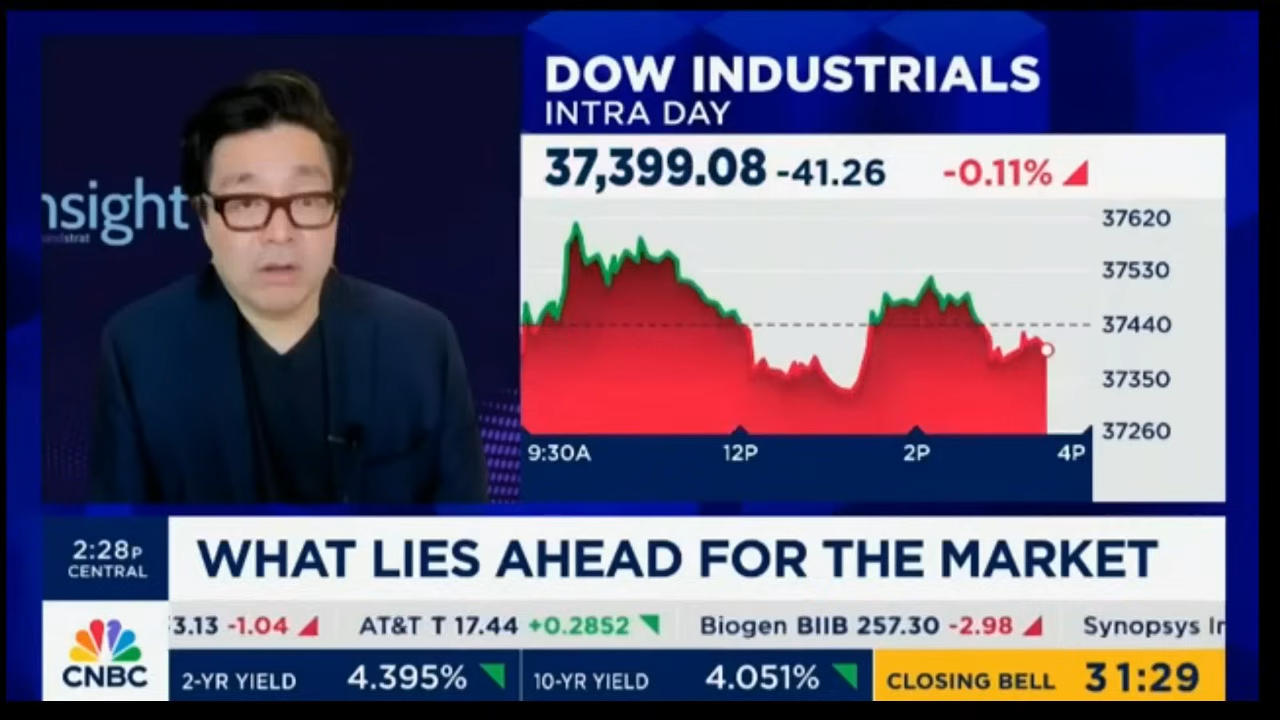 DOW INDUSTRIALS
INTRA DAY
37,399.08 -41.26 -0.11%
nsight
ndstrat
37620
37530
37440
37350
37260
9:30A 12P 2P 4P
2:28P
CENTRAL
WHAT LIES AHEAD FOR THE MARKET
3.13 -1.04 AT&T T 17.44 +0.2852 Biogen BIIB 257.30 -2.98 Synopsys In
CNBC
2-YR YIELD 4.395% 10-YR YIELD 4.051% CLOSING BELL 31:29